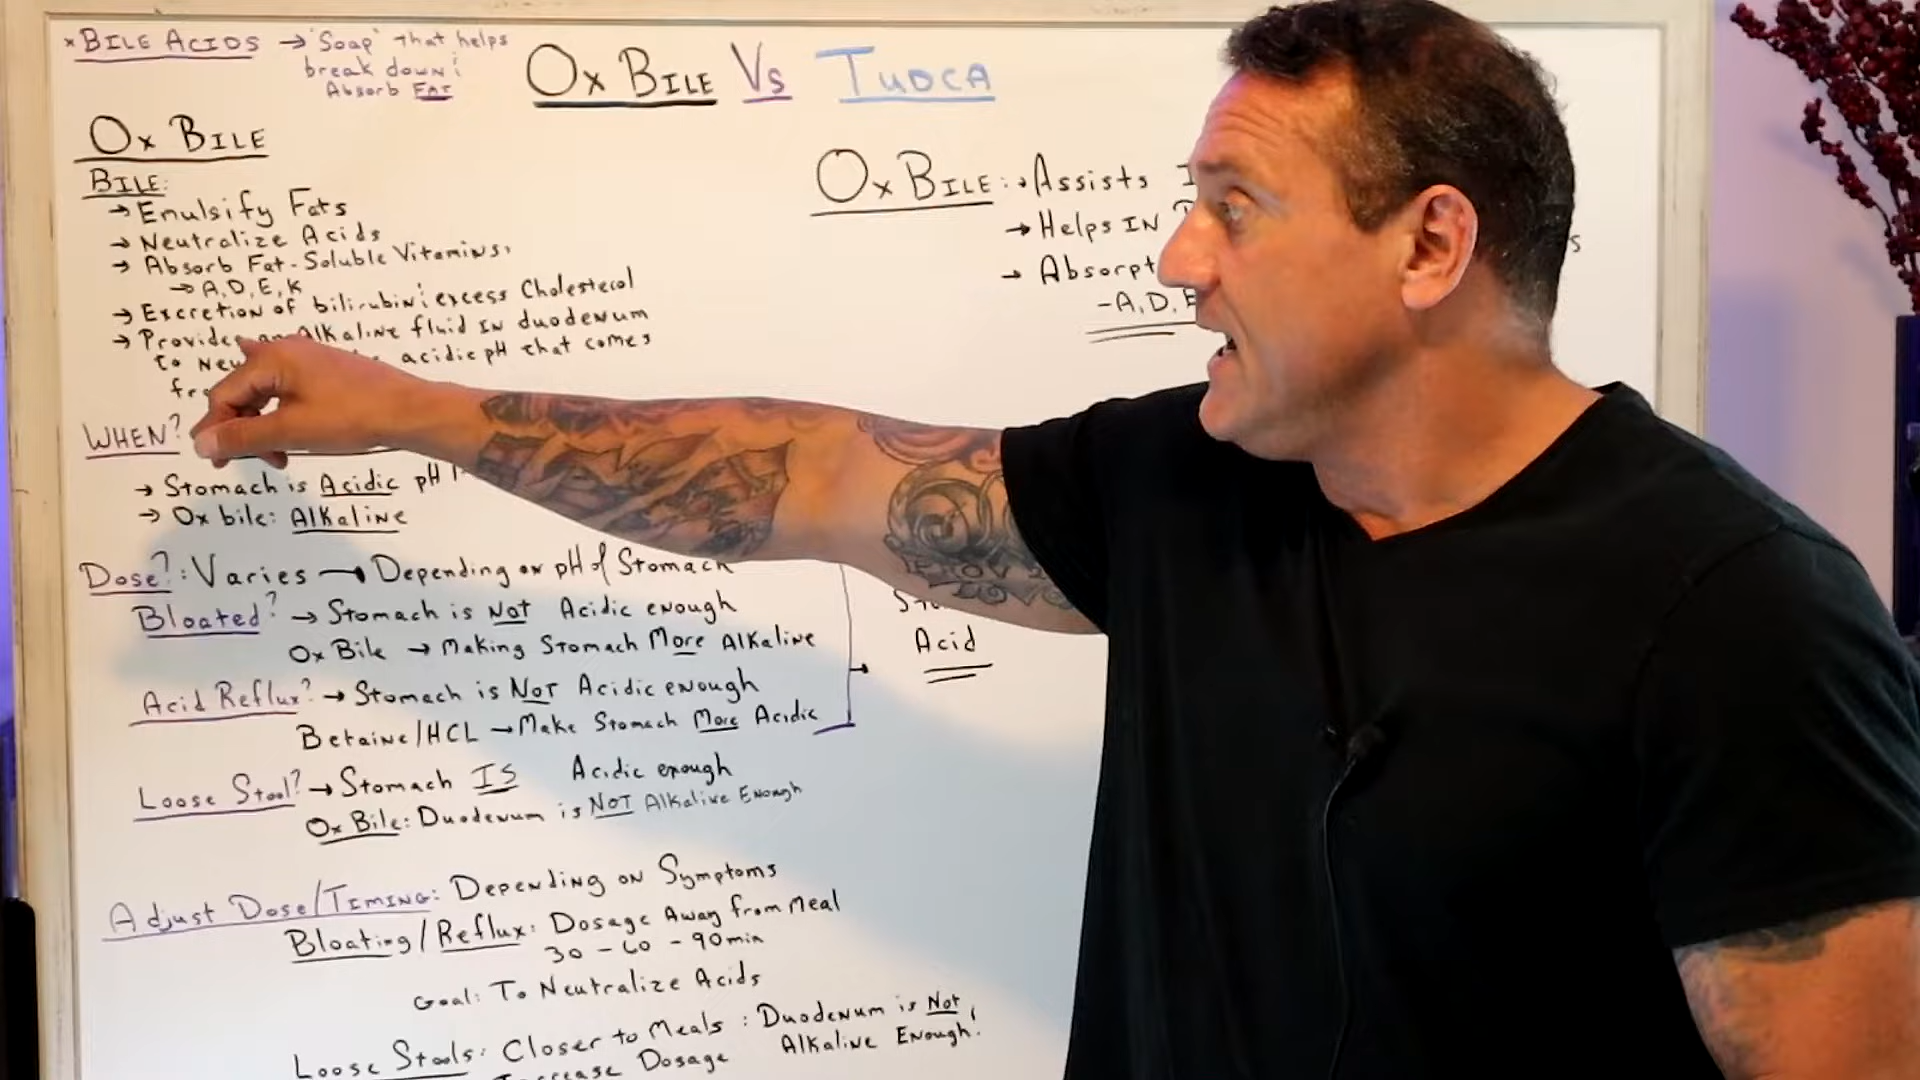 * BILE ACIDS → "Soap" that helps
break down &
Absorb FAT
OX BILE VS TUDCA
OX BILE
BILE:
→ Emulsify Fats
→ Neutralize Acids
→ Absorb Fat-Soluble Vitamins,
→ A, D, E, K
→ Excretion of bilirubin & excess Cholesterol
→ Provides an Alkaline fluid IN duodenum
to acidic pH that comes
WHEN?
→ Stomach is Acidic pH
→ Ox bile: Alkaline
Dose?: Varies → Depending on pH of Stomach
Bloated? → Stomach is Not Acidic enough
Ox Bile → Making Stomach More Alkaline
Acid Reflux? → Stomach is NOT Acidic enough
Betaine/HCL → Make Stomach More Acidic
Loose Stool? → Stomach IS Acidic enough
Ox Bile: Duodenum is NOT Alkaline Enough
Adjust Dose/TIMING: Depending on Symptoms
Bloating/Reflux: Dosage Away from Meal
30 - 60 - 90 min
Goal: To Neutralize Acids
Loose Stools: Closer to Meals : Duodenum is Not
Increase Dosage Alkaline Enough!
OX BILE: → Assists
→ Helps IN
→
- A, D, E
Acid